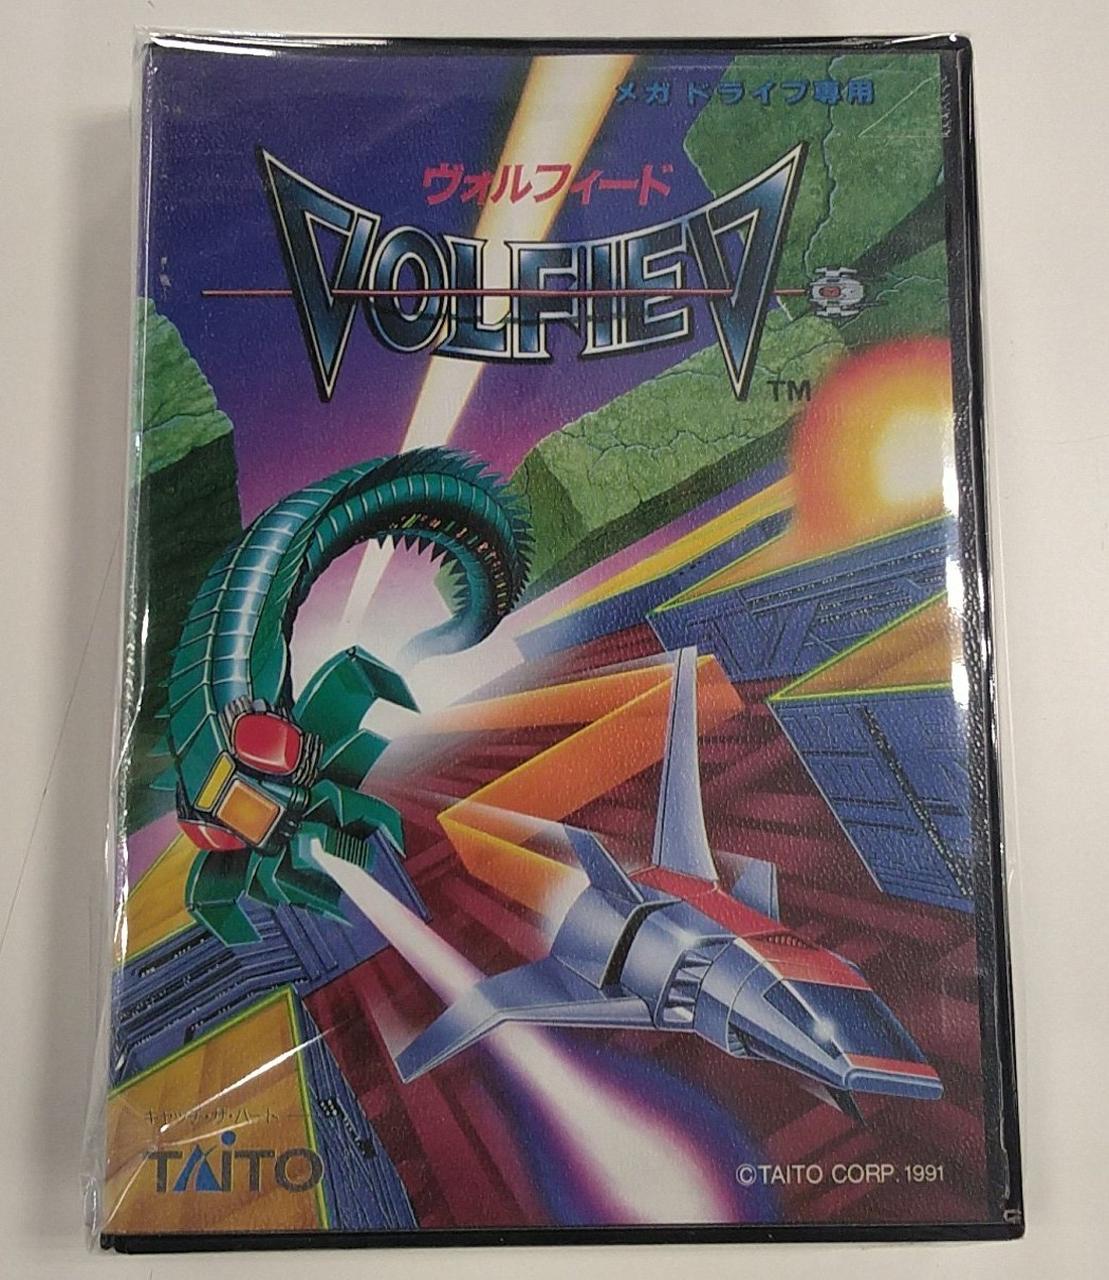 メガドライブ専用
ヴォルフィード
VOLFIED
TM
キャッチ・ザ・ハート
TAITO
©TAITO CORP. 1991